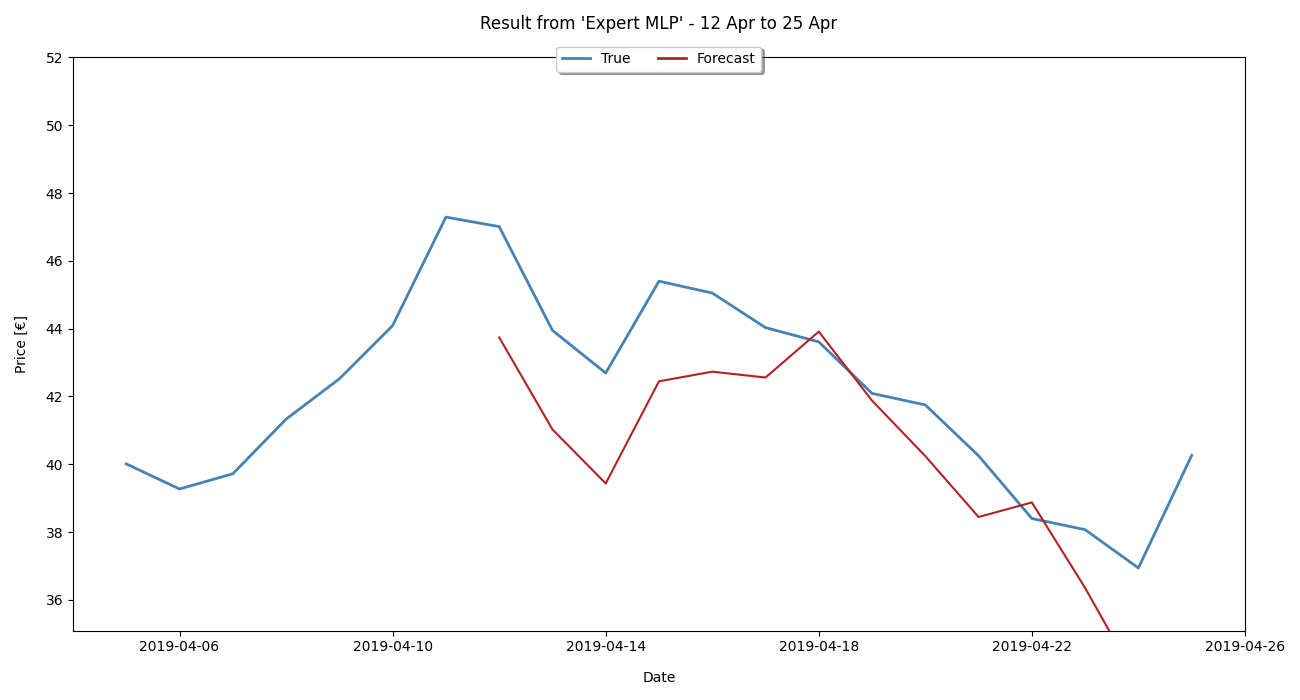 Result from 'Expert MLP' - 12 Apr to 25 Apr
True Forecast
52
50
48
46
44
42
40
38
36
Price [€]
2019-04-06 2019-04-10 2019-04-14 2019-04-18 2019-04-22 2019-04-26
Date